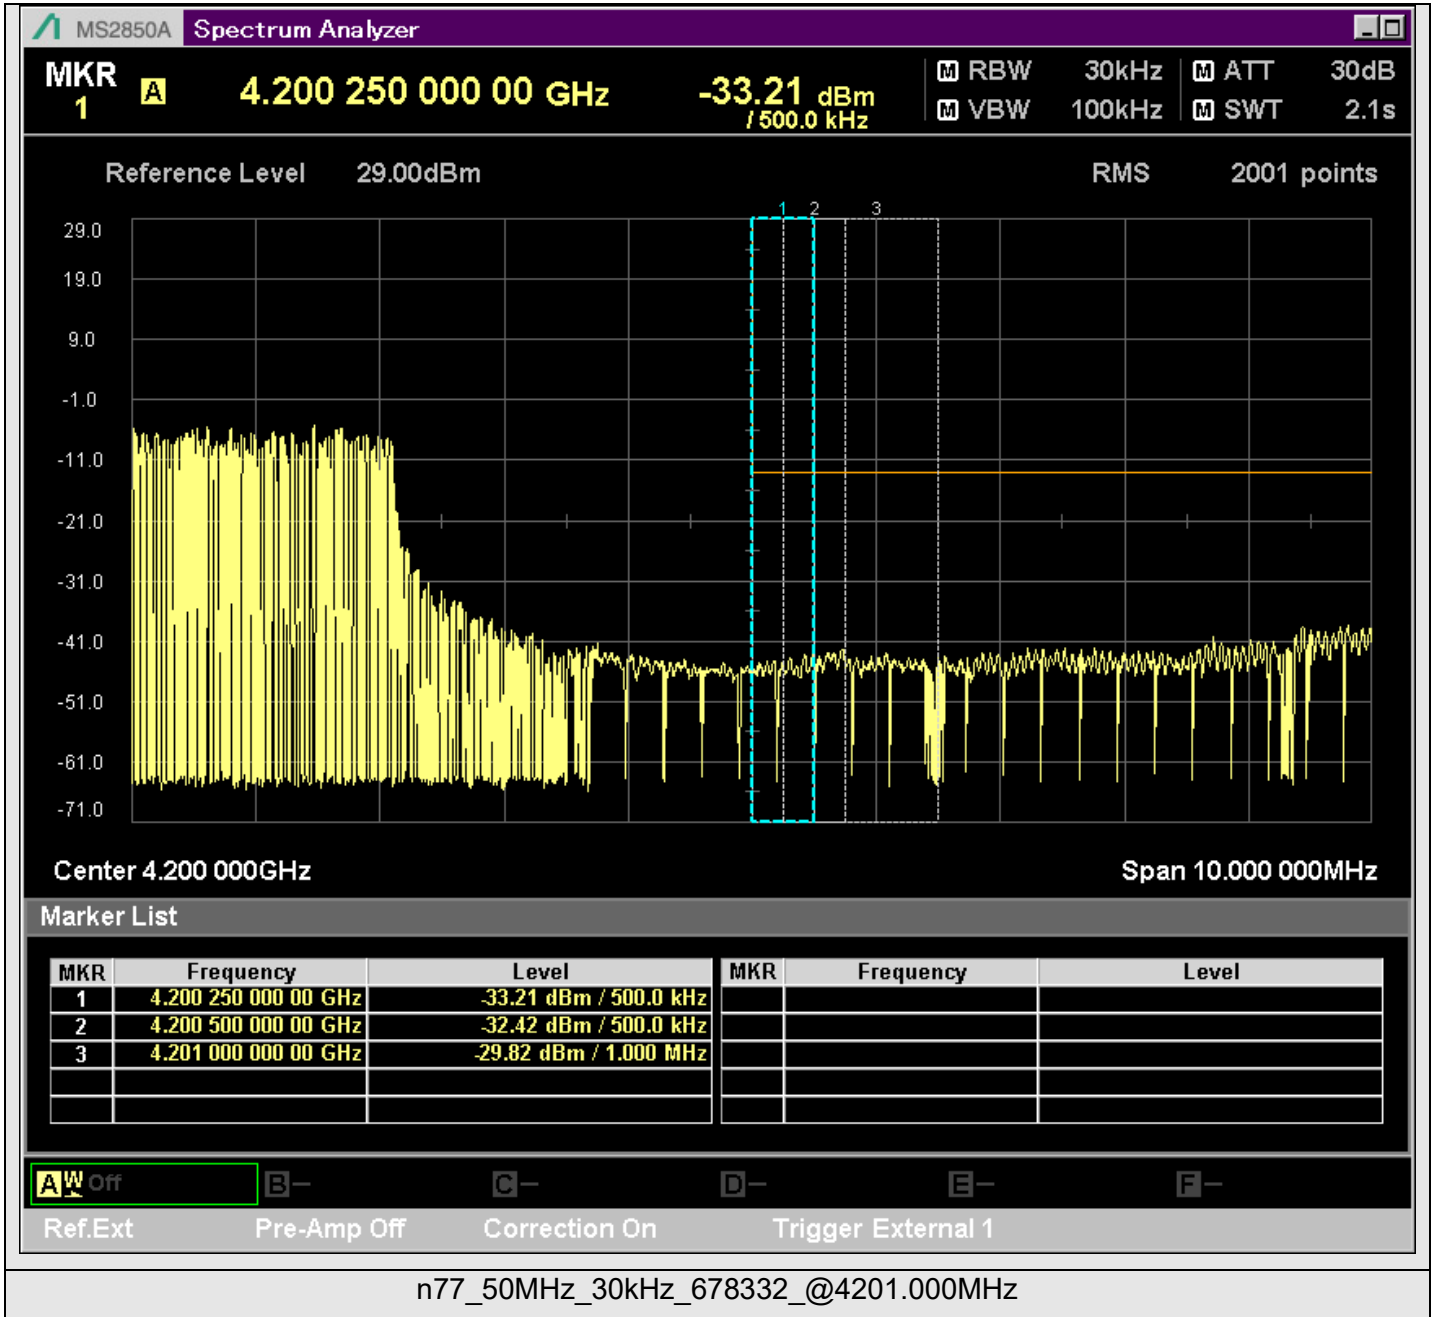 MS2850A Spectrum Analyzer
MKR 1 A 4.200 250 000 00 GHz -33.21 dBm / 500.0 kHz
M RBW 30kHz M ATT 30dB
M VBW 100kHz M SWT 2.1s
Reference Level 29.00dBm RMS 2001 points
1 2 3
29.0
19.0
9.0
-1.0
-11.0
-21.0
-31.0
-41.0
-51.0
-61.0
-71.0
Center 4.200 000GHz Span 10.000 000MHz
Marker List
MKR Frequency Level MKR Frequency Level
1 4.200 250 000 00 GHz -33.21 dBm / 500.0 kHz
2 4.200 500 000 00 GHz -32.42 dBm / 500.0 kHz
3 4.201 000 000 00 GHz -29.82 dBm / 1.000 MHz
A W Off B – C – D – E – F –
Ref.Ext Pre-Amp Off Correction On Trigger External 1
n77_50MHz_30kHz_678332_@4201.000MHz